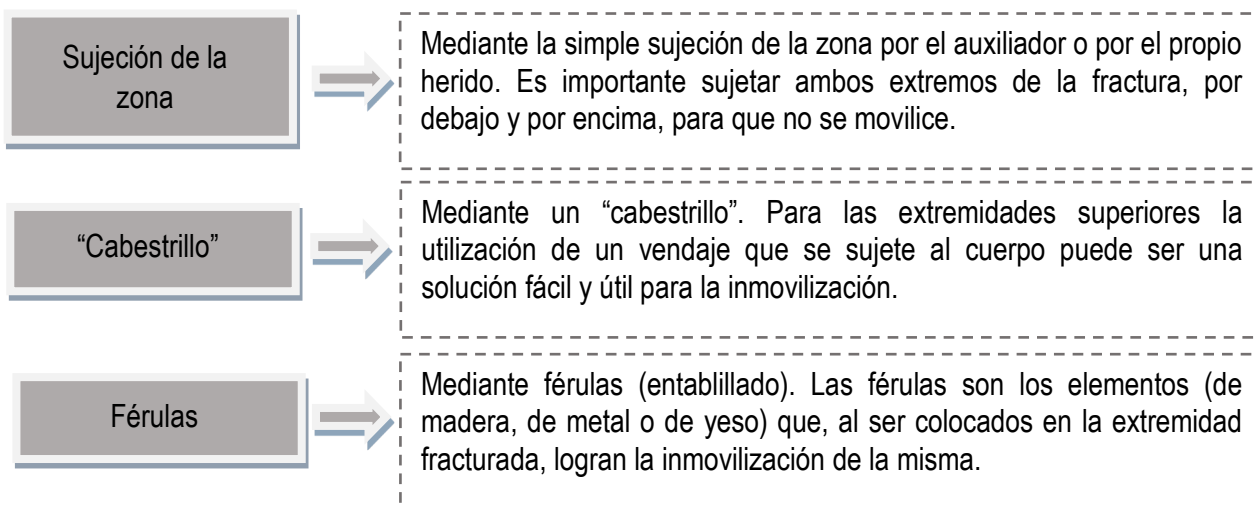 Sujeción de la
zona
Mediante la simple sujeción de la zona por el auxiliador o por el propio
herido. Es importante sujetar ambos extremos de la fractura, por
debajo y por encima, para que no se movilice.
“Cabestrillo”
Mediante un “cabestrillo”. Para las extremidades superiores la
utilización de un vendaje que se sujete al cuerpo puede ser una
solución fácil y útil para la inmovilización.
Férulas
Mediante férulas (entablillado). Las férulas son los elementos (de
madera, de metal o de yeso) que, al ser colocados en la extremidad
fracturada, logran la inmovilización de la misma.